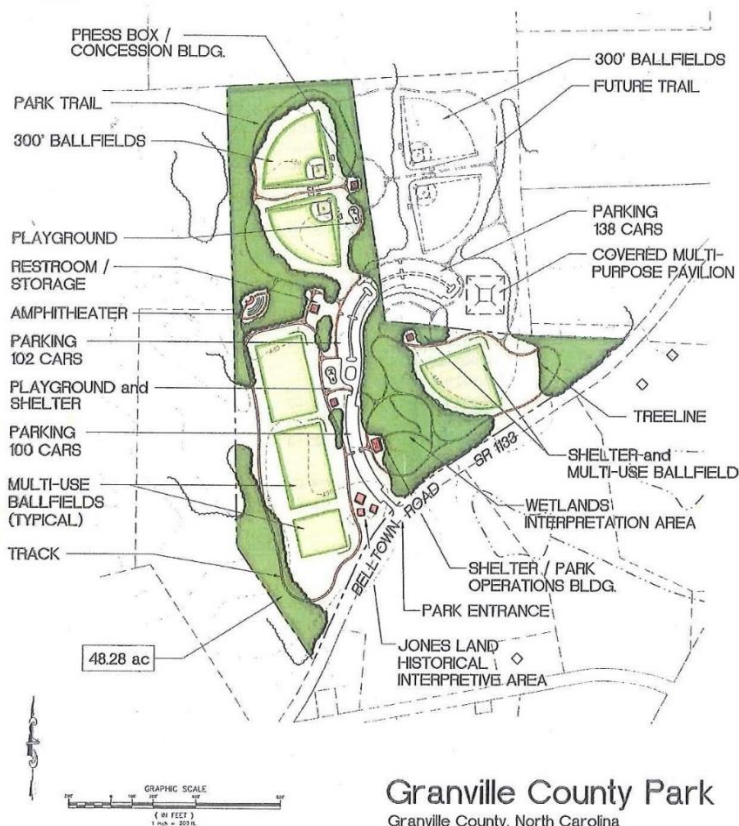 PRESS BOX /
CONCESSION BLDG.
300' BALLFIELDS
FUTURE TRAIL
PARK TRAIL
300' BALLFIELDS
PARKING
138 CARS
PLAYGROUND
COVERED MULTI-
PURPOSE PAVILION
RESTROOM /
STORAGE
AMPHITHEATER
PARKING
102 CARS
PLAYGROUND and
SHELTER
TREELINE
PARKING
100 CARS
SHELTER and
MULTI-USE BALLFIELD
MULTI-USE
BALLFIELDS
(TYPICAL)
WETLANDS
INTERPRETATION AREA
BELLTOWN ROAD SR 1133
TRACK
SHELTER / PARK
OPERATIONS BLDG.
PARK ENTRANCE
48.28 ac
JONES LAND
HISTORICAL
INTERPRETIVE AREA
GRAPHIC SCALE
( IN FEET )
Granville County Park
Granville County, North Carolina